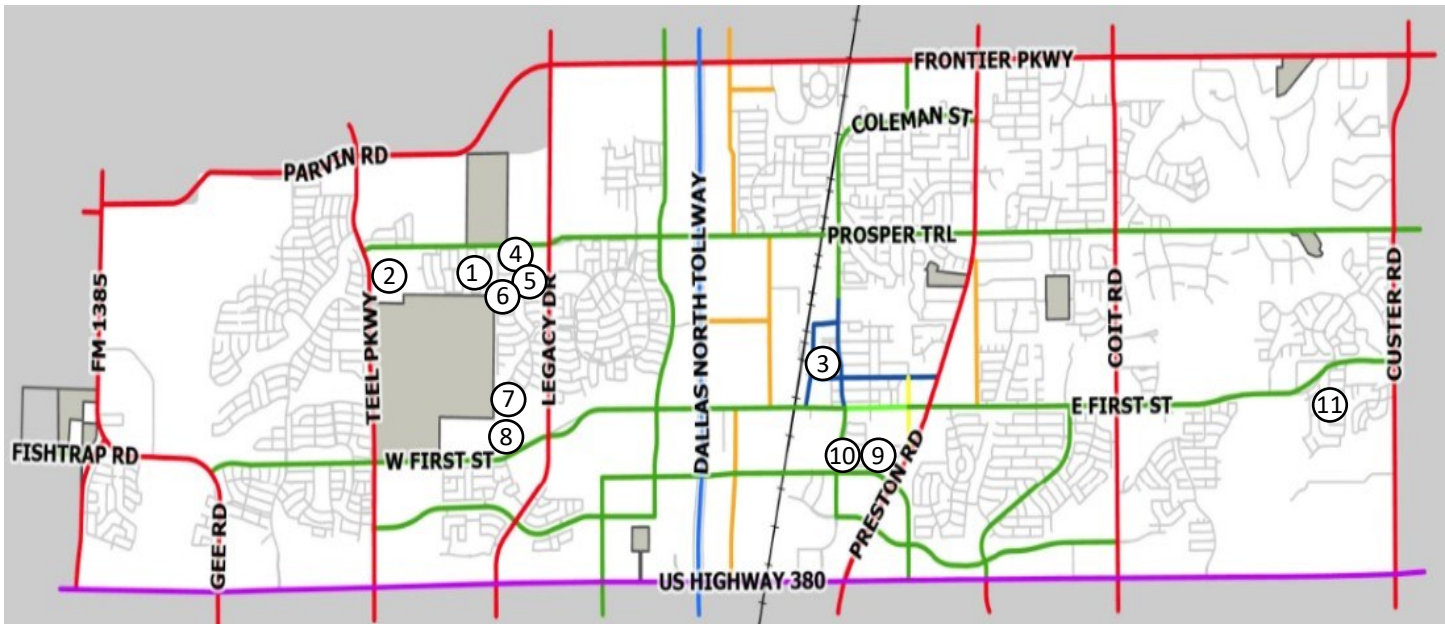 FRONTIER PKWY
COLEMAN ST
PARVIN RD
PROSPER TRL
4
1
2
5
6
FM 1385
TEEL PKWY
LEGACY DR
DALLAS NORTH TOLLWAY
COIT RD
CUSTER RD
3
7
E FIRST ST
11
8
W FIRST ST
FISHTRAP RD
10
9
PRESTON RD
GEE RD
US HIGHWAY 380